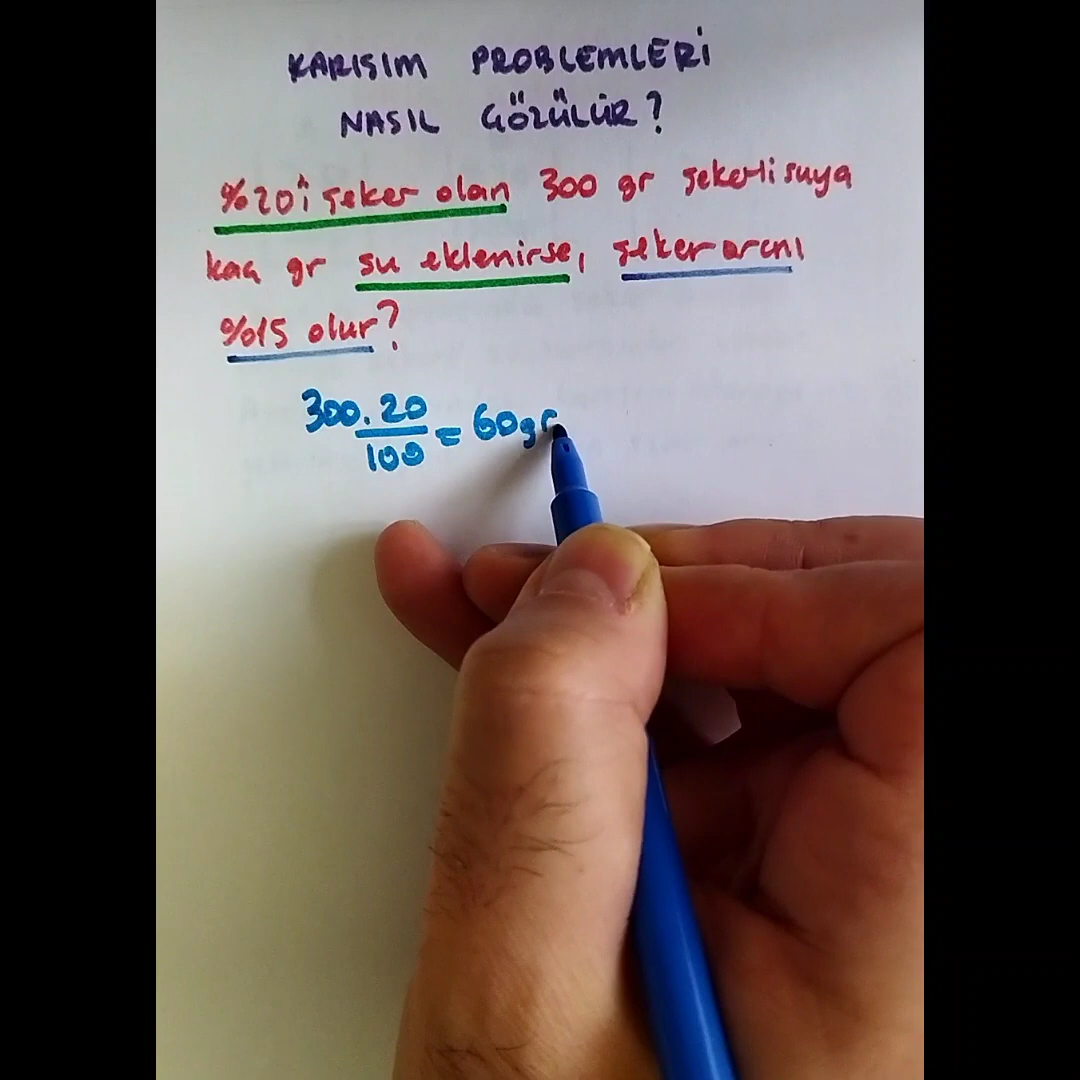 KARIŞIM PROBLEMLERİ
NASIL ÇÖZÜLÜR?
%20'i şeker olan 300 gr şekerli suya
kaç gr su eklenirse, şeker oranı
%15 olur?
300. 20/100 = 60gr